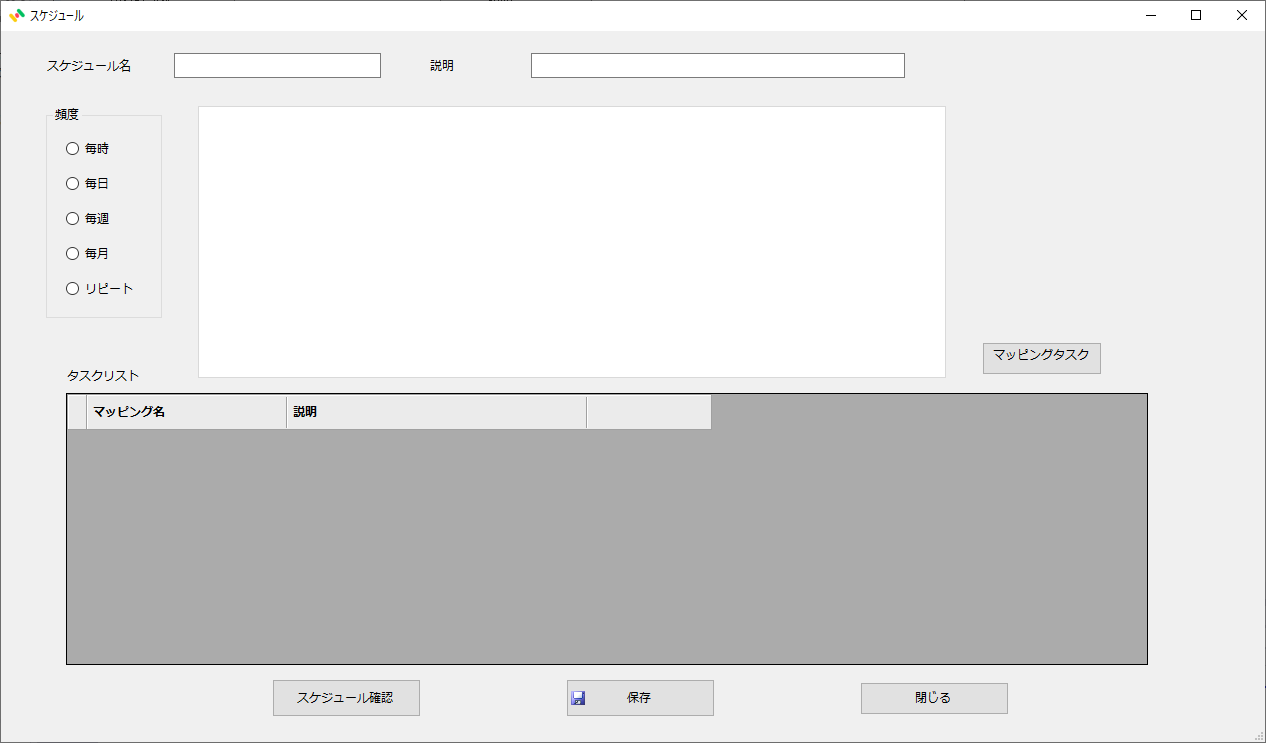 スケジュール
スケジュール名
説明
頻度
毎時
毎日
毎週
毎月
リピート
マッピングタスク
タスクリスト
マッピング名 説明
スケジュール確認
保存
閉じる